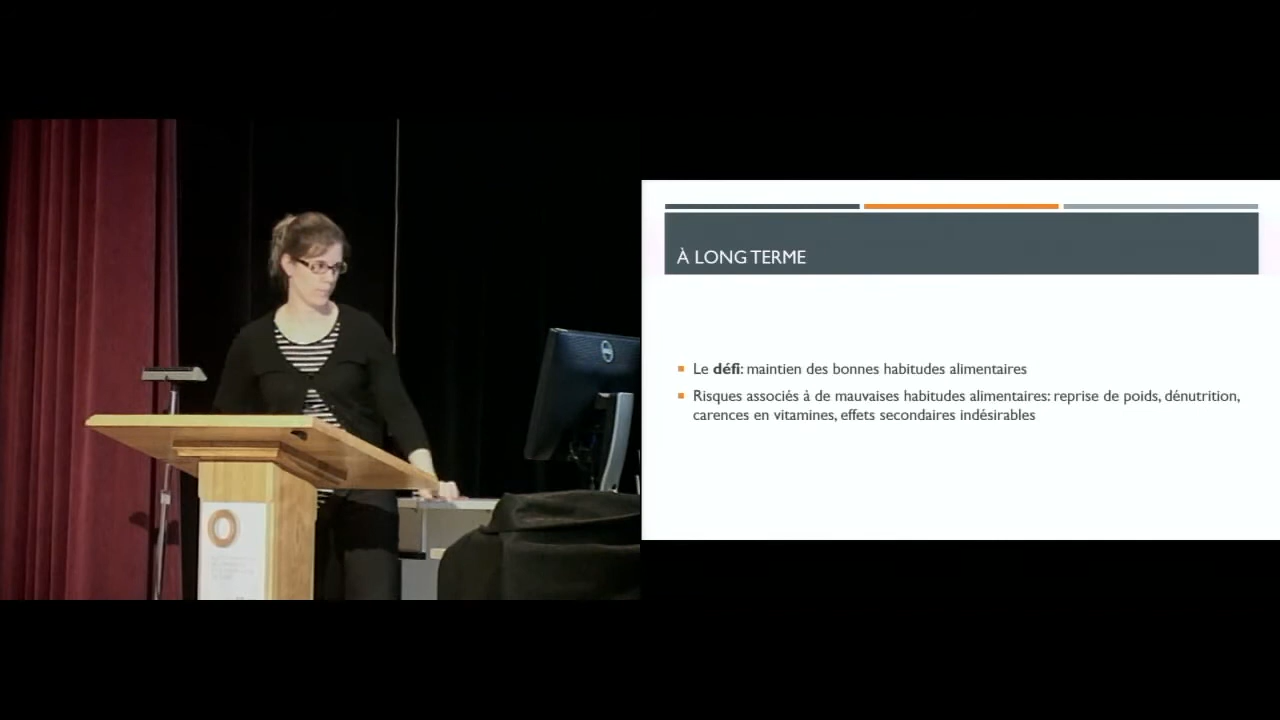 À LONG TERME
Le défi: maintien des bonnes habitudes alimentaires
Risques associés à de mauvaises habitudes alimentaires: reprise de poids, dénutrition,
carences en vitamines, effets secondaires indésirables